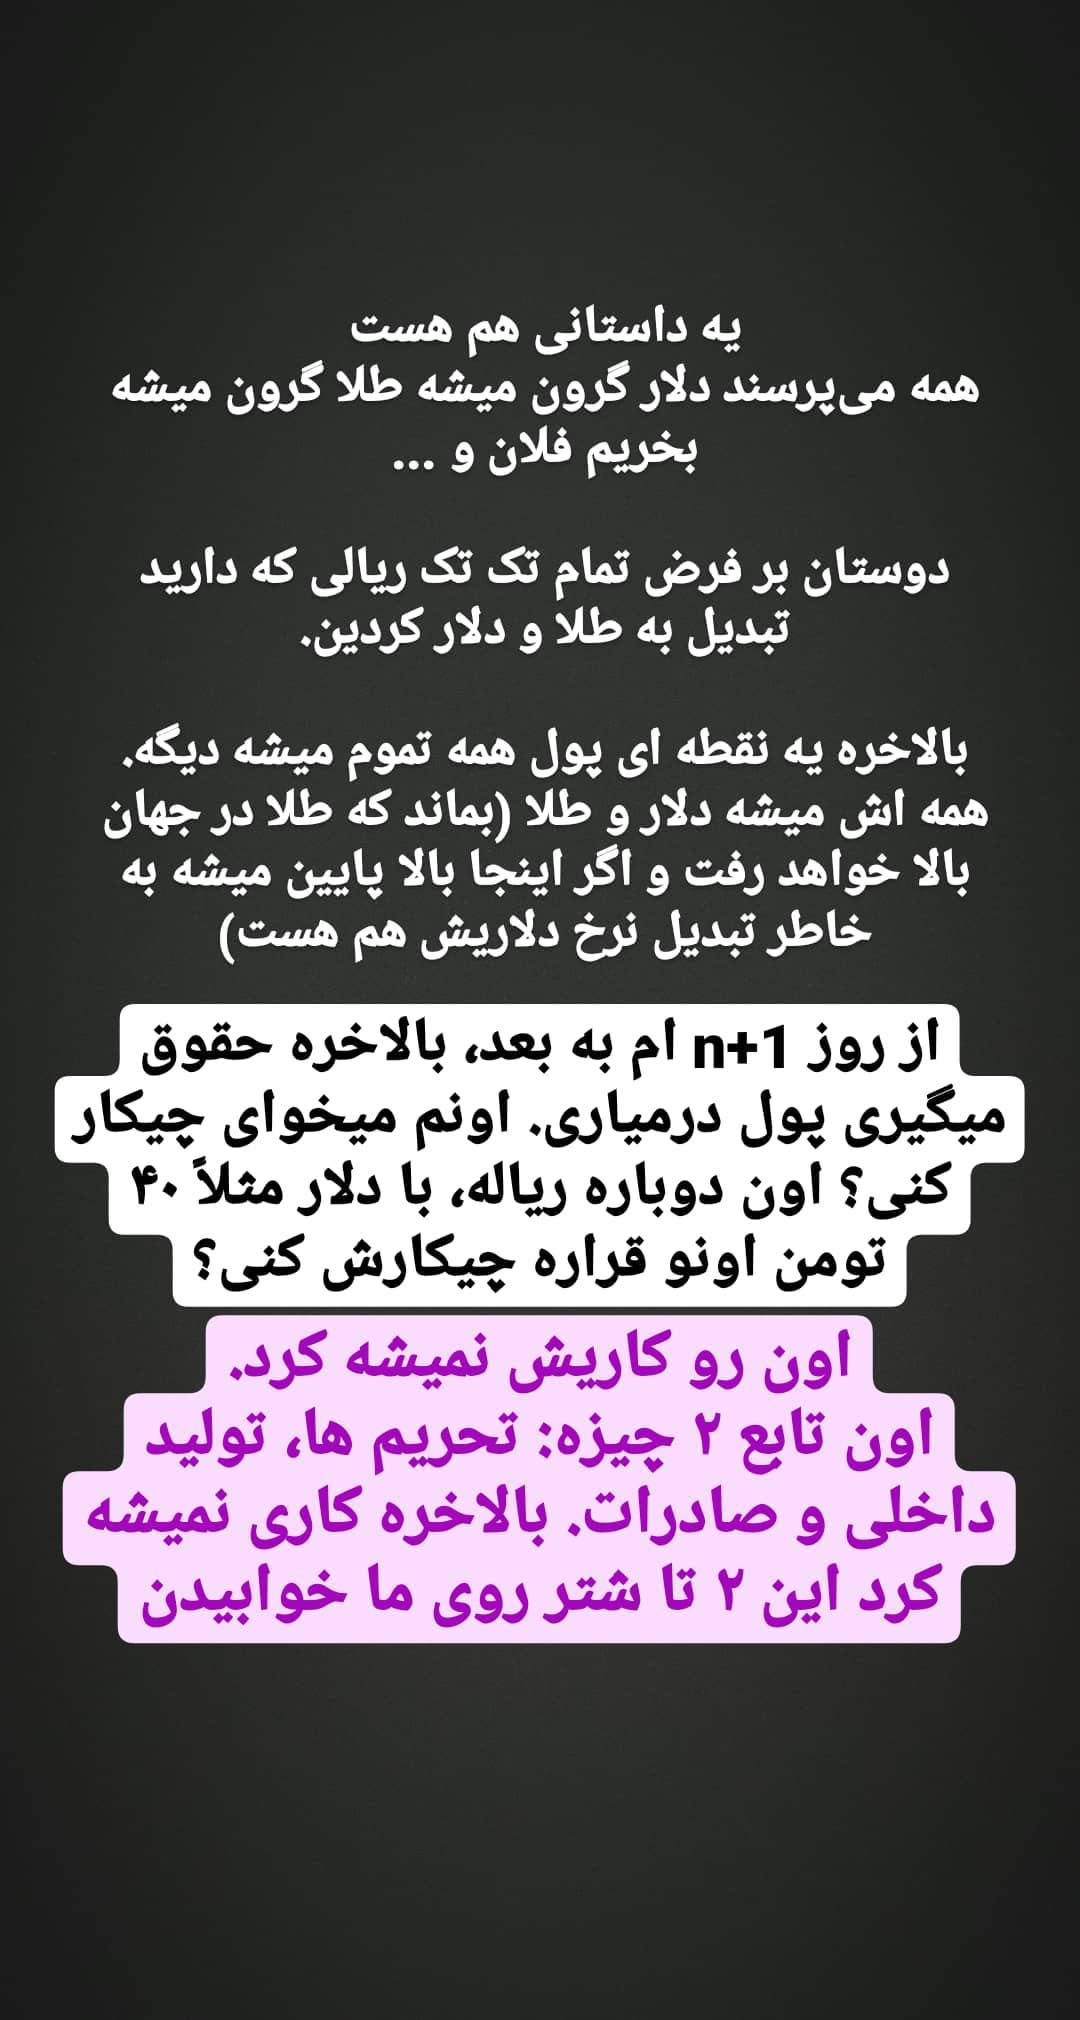 یه داستانی هم هست
همه می‌پرسند دلار گرون میشه طلا گرون میشه
بخریم فلان و ...
دوستان بر فرض تمام تک تک ریالی که دارید
تبدیل به طلا و دلار کردین.
بالاخره یه نقطه ای پول همه تموم میشه دیگه.
همه اش میشه دلار و طلا (بماند که طلا در جهان
بالا خواهد رفت و اگر اینجا بالا پایین میشه به
خاطر تبدیل نرخ دلاریش هم هست)
از روز n+1 ام به بعد، بالاخره حقوق
میگیری پول درمیاری. اونم میخوای چیکار
کنی؟ اون دوباره ریاله، با دلار مثلاً ۴۰
تومن اونو قراره چیکارش کنی؟
اون رو کاریش نمیشه کرد.
اون تابع ۲ چیزه: تحریم ها، تولید
داخلی و صادرات. بالاخره کاری نمیشه
کرد این ۲ تا شتر روی ما خوابیدن